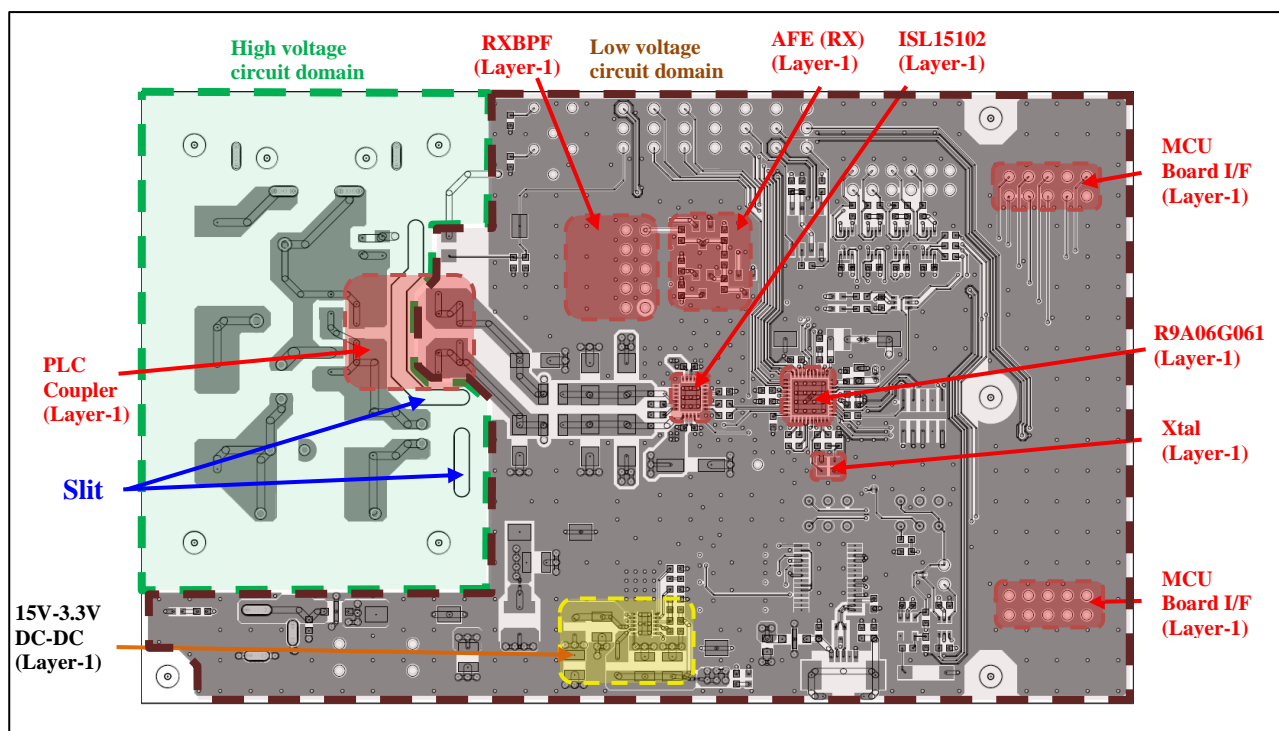 High voltage
circuit domain
RXBPF
(Layer-1)
Low voltage
circuit domain
AFE (RX)
(Layer-1)
ISL15102
(Layer-1)
MCU
Board I/F
(Layer-1)
R9A06G061
(Layer-1)
PLC
Coupler
(Layer-1)
Xtal
(Layer-1)
Slit
MCU
Board I/F
(Layer-1)
15V-3.3V
DC-DC
(Layer-1)